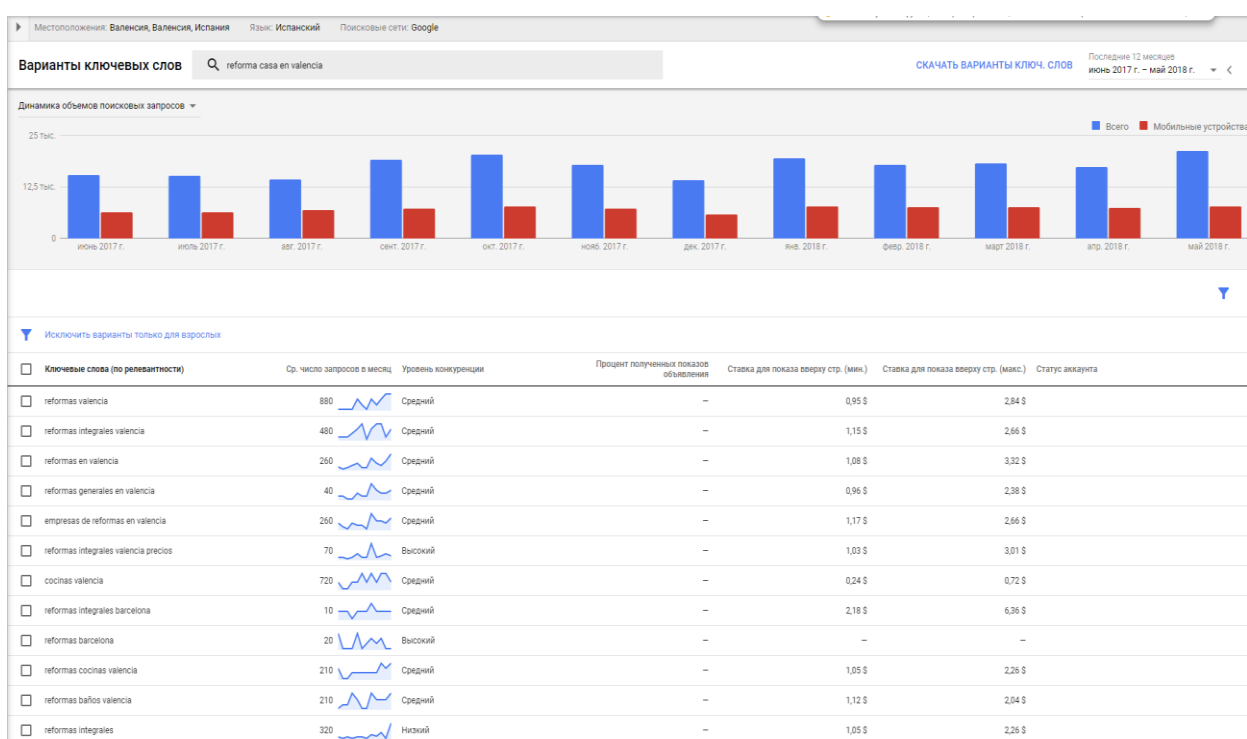 Местоположения: Валенсия, Валенсия, Испания Язык: Испанский Поисковые сети: Google
Варианты ключевых слов reforma casa en valencia СКАЧАТЬ ВАРИАНТЫ КЛЮЧ. СЛОВ Последние 12 месяцев
июнь 2017 г. – май 2018 г.
Динамика объемов поисковых запросов
Всего Мобильные устройства
25 тыс.
12,5 тыс.
0
июнь 2017 г. июль 2017 г. авг. 2017 г. сент. 2017 г. окт. 2017 г. нояб. 2017 г. дек. 2017 г. янв. 2018 г. февр. 2018 г. март 2018 г. апр. 2018 г. май 2018 г.
Исключить варианты только для взрослых
Ключевые слова (по релевантности) Ср. число запросов в месяц Уровень конкуренции Процент полученных показов объявления Ставка для показа вверху стр. (мин.) Ставка для показа вверху стр. (макс.) Статус аккаунта
reformas valencia 880 Средний – 0,95 $ 2,84 $
reformas integrales valencia 480 Средний – 1,15 $ 2,66 $
reformas en valencia 260 Средний – 1,08 $ 3,32 $
reformas generales en valencia 40 Средний – 0,96 $ 2,38 $
empresas de reformas en valencia 260 Средний – 1,17 $ 2,66 $
reformas integrales valencia precios 70 Высокий – 1,03 $ 3,01 $
cocinas valencia 720 Средний – 0,24 $ 0,72 $
reformas integrales barcelona 10 Средний – 2,18 $ 6,36 $
reformas barcelona 20 Высокий – – –
reformas cocinas valencia 210 Средний – 1,05 $ 2,26 $
reformas baños valencia 210 Средний – 1,12 $ 2,04 $
reformas integrales 320 Низкий – 1,05 $ 2,26 $